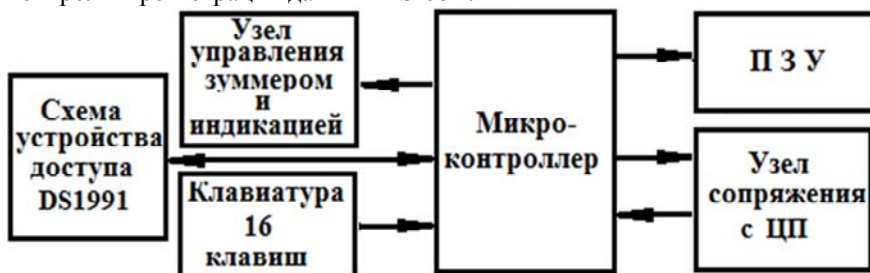 Схема
устройства
доступа
DS1991
Узел
управления
зуммером
и
индикацией
Клавиатура
16
клавиш
Микро-
контроллер
П З У
Узел
сопряжения
с ЦП